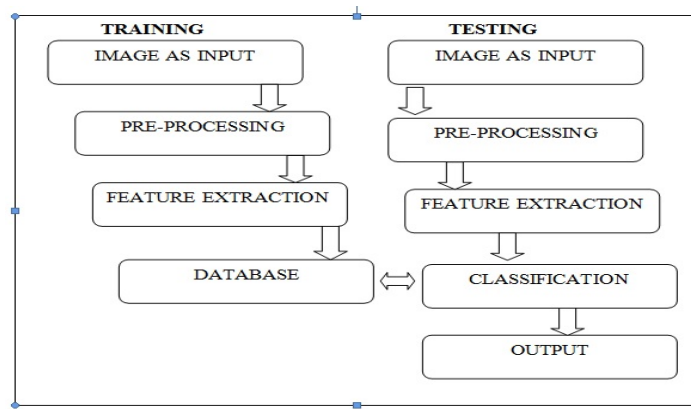 TRAINING
IMAGE AS INPUT
PRE-PROCESSING
FEATURE EXTRACTION
DATABASE
TESTING
IMAGE AS INPUT
PRE-PROCESSING
FEATURE EXTRACTION
CLASSIFICATION
OUTPUT